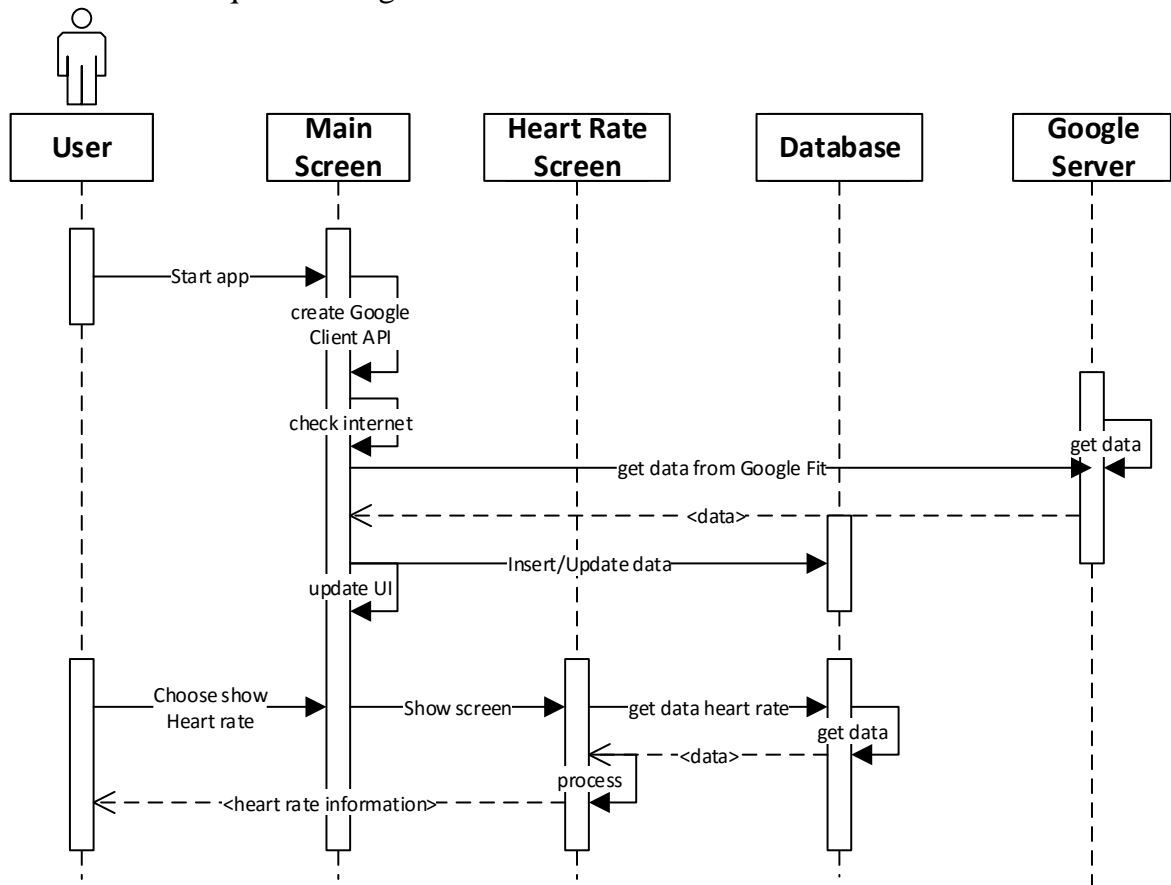 User
Main
Screen
Heart Rate
Screen
Database
Google
Server
Start app
create Google
Client API
check internet
get data
get data from Google Fit
<data>
Insert/Update data
update UI
Choose show
Heart rate
Show screen
get data heart rate
get data
<data>
process
<heart rate information>